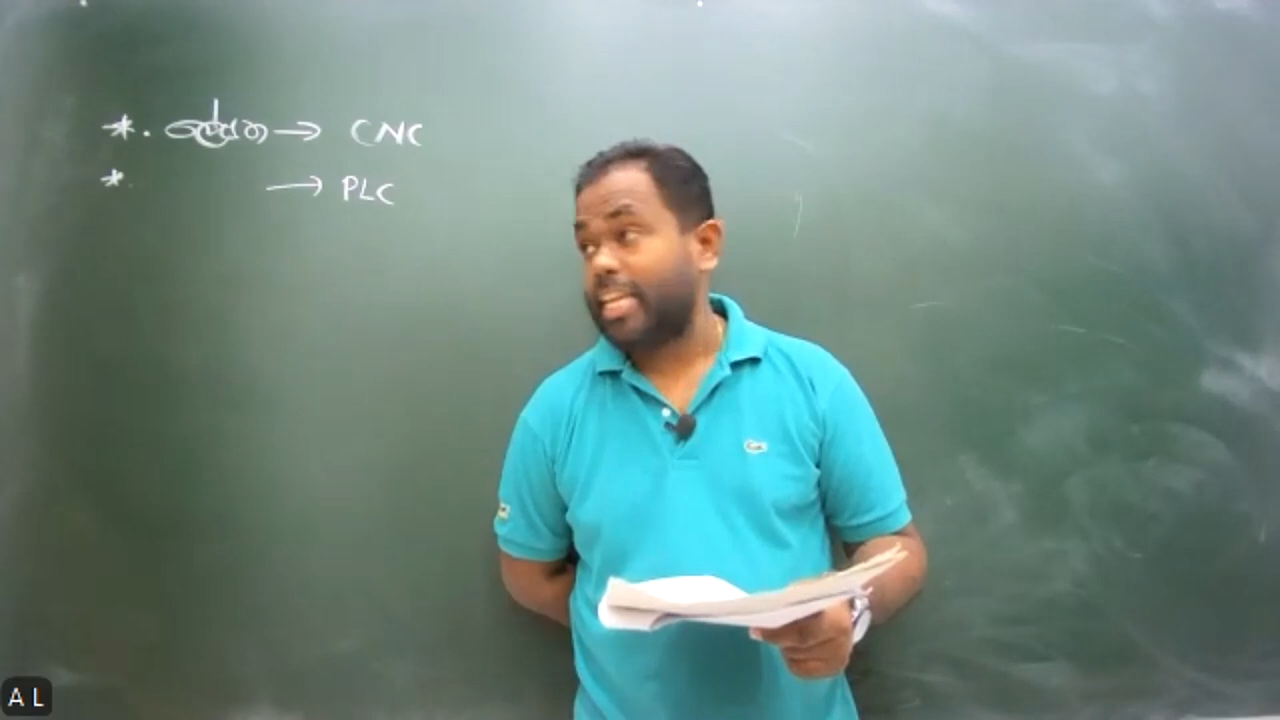 *. → CNC
* → PLC
A L